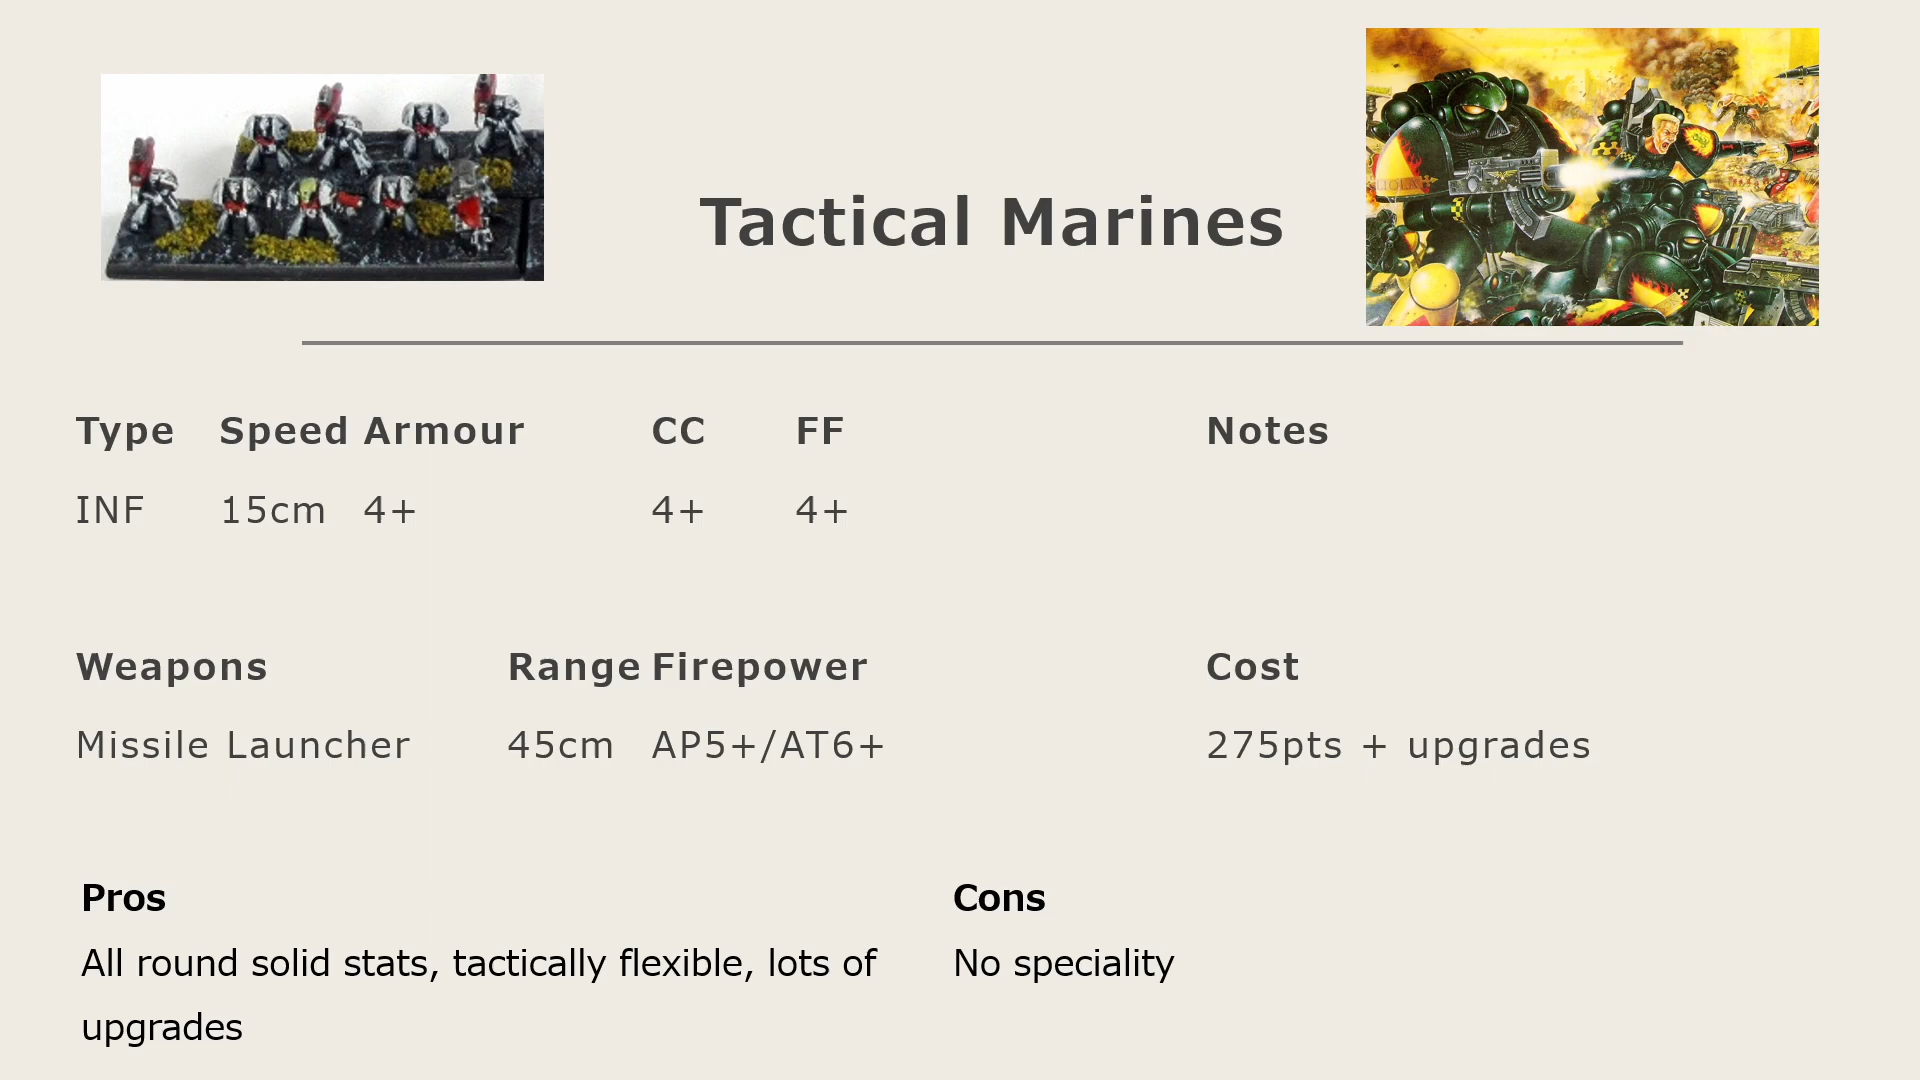 Tactical Marines
Type Speed Armour CC FF Notes
INF 15cm 4+ 4+ 4+
Weapons Range Firepower Cost
Missile Launcher 45cm AP5+/AT6+ 275pts + upgrades
Pros
All round solid stats, tactically flexible, lots of
upgrades
Cons
No speciality